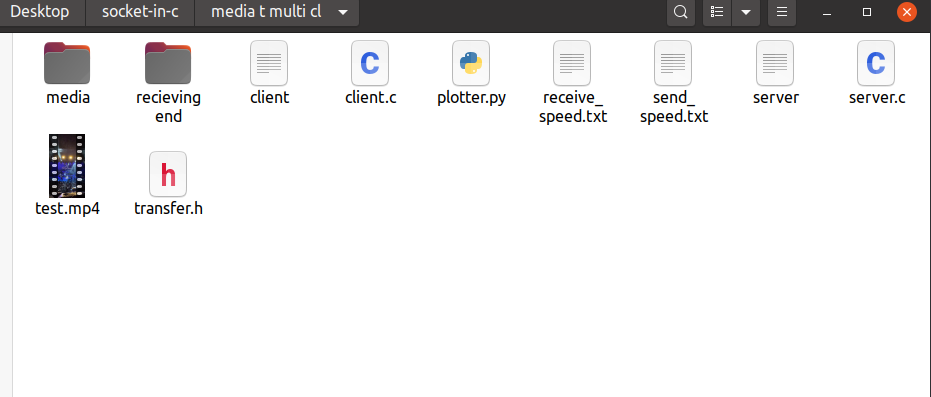 Desktop
socket-in-c
media t multi cl
media
recieving
end
client
C
client.c
plotter.py
receive_
speed.txt
send_
speed.txt
server
C
server.c
test.mp4
h
transfer.h